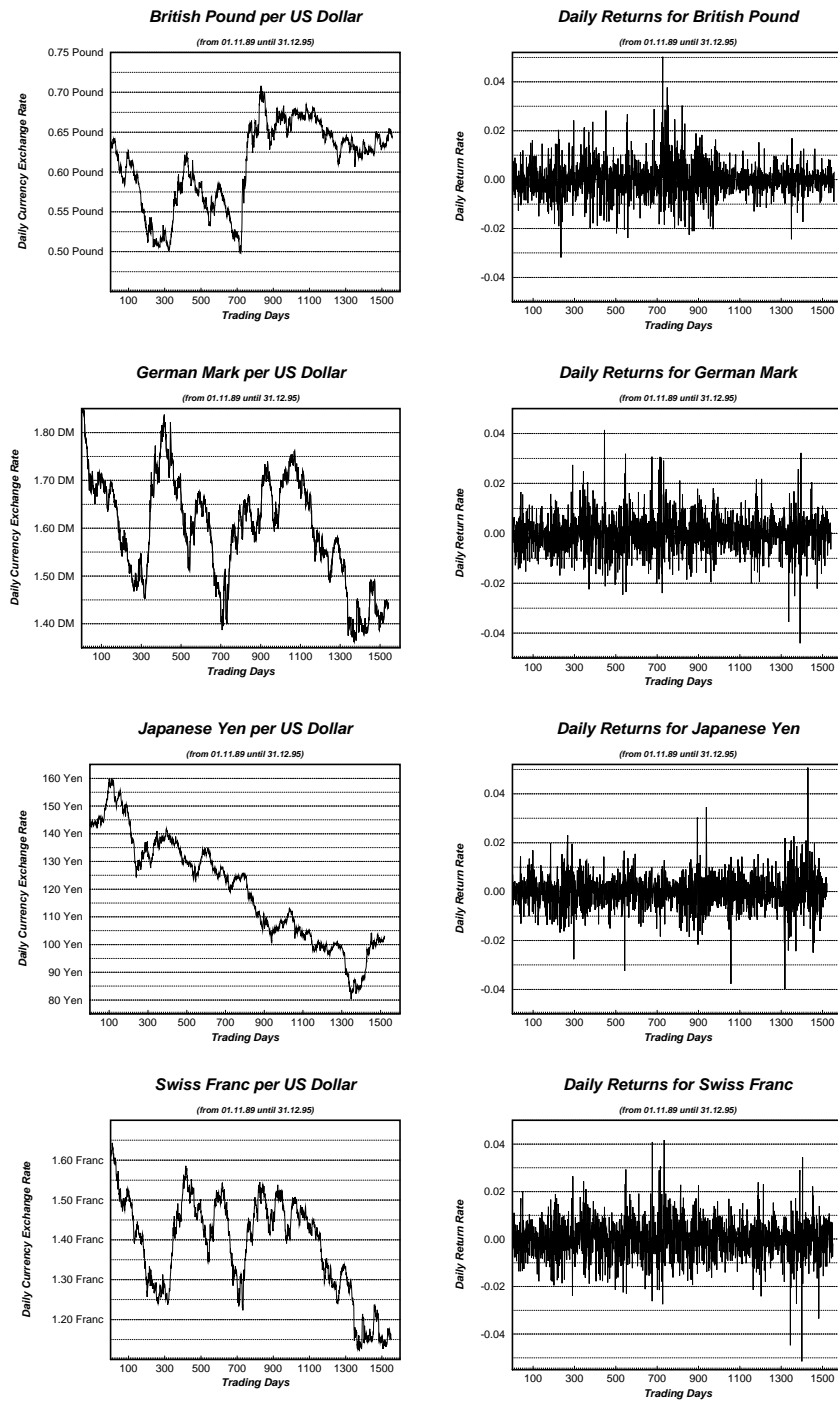 British Pound per US Dollar
(from 01.11.89 until 31.12.95)
Daily Currency Exchange Rate
0.75 Pound
0.70 Pound
0.65 Pound
0.60 Pound
0.55 Pound
0.50 Pound
100 300 500 700 900 1100 1300 1500
Trading Days
Daily Returns for British Pound
(from 01.11.89 until 31.12.95)
Daily Return Rate
0.04
0.02
0.00
-0.02
-0.04
100 300 500 700 900 1100 1300 1500
Trading Days
German Mark per US Dollar
(from 01.11.89 until 31.12.95)
Daily Currency Exchange Rate
1.80 DM
1.70 DM
1.60 DM
1.50 DM
1.40 DM
100 300 500 700 900 1100 1300 1500
Trading Days
Daily Returns for German Mark
(from 01.11.89 until 31.12.95)
Daily Return Rate
0.04
0.02
0.00
-0.02
-0.04
100 300 500 700 900 1100 1300 1500
Trading Days
Japanese Yen per US Dollar
(from 01.11.89 until 31.12.95)
Daily Currency Exchange Rate
160 Yen
150 Yen
140 Yen
130 Yen
120 Yen
110 Yen
100 Yen
90 Yen
80 Yen
100 300 500 700 900 1100 1300 1500
Trading Days
Daily Returns for Japanese Yen
(from 01.11.89 until 31.12.95)
Daily Return Rate
0.04
0.02
0.00
-0.02
-0.04
100 300 500 700 900 1100 1300 1500
Trading Days
Swiss Franc per US Dollar
(from 01.11.89 until 31.12.95)
Daily Currency Exchange Rate
1.60 Franc
1.50 Franc
1.40 Franc
1.30 Franc
1.20 Franc
100 300 500 700 900 1100 1300 1500
Trading Days
Daily Returns for Swiss Franc
(from 01.11.89 until 31.12.95)
Daily Return Rate
0.04
0.02
0.00
-0.02
-0.04
100 300 500 700 900 1100 1300 1500
Trading Days